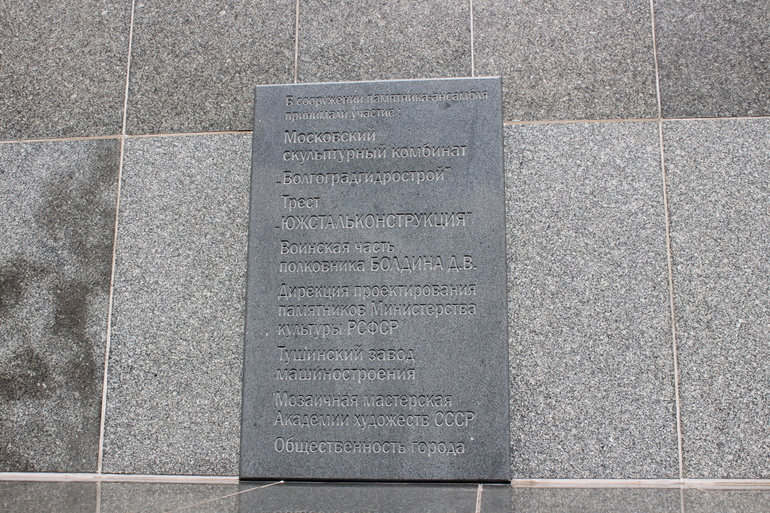 В сооружении памятника-ансамбля
принимали участие:
Московский
скульптурный комбинат
„Волгоградгидрострой"
Трест
„ЮЖСТАЛЬКОНСТРУКЦИЯ"
Воинская часть
полковника БОЛДИНА Д.В.
Дирекция проектирования
памятников Министерства
культуры РСФСР
Тушинский завод
машиностроения
Мозаичная мастерская
Академии художеств СССР
Общественность города